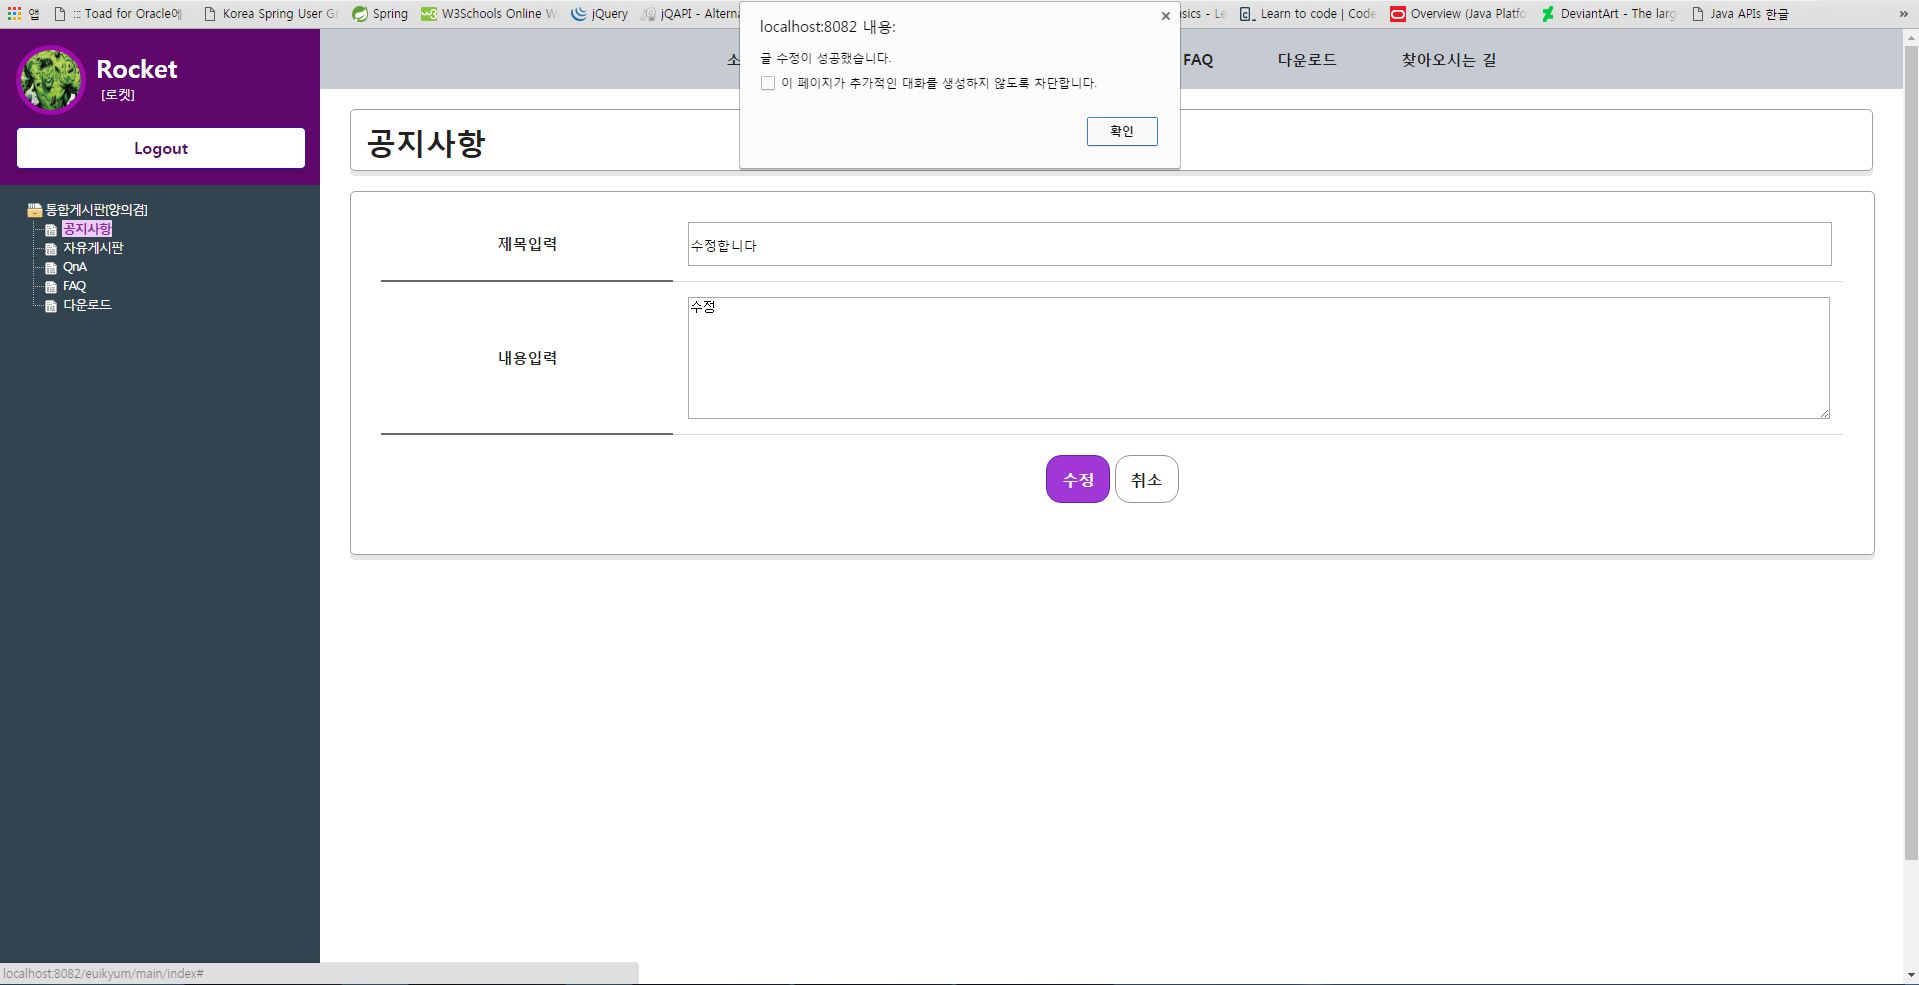 앱 ::: Toad for Oracle에 Korea Spring User Gr Spring W3Schools Online W jQuery jQAPI - Alterna asics - Le Learn to code | Code Overview (Java Platfo DeviantArt - The larg Java APIs 한글 »
localhost:8082 내용:
글 수정이 성공했습니다.
이 페이지가 추가적인 대화를 생성하지 않도록 차단합니다.
확인
Rocket
[로켓]
Logout
소 FAQ 다운로드 찾아오시는 길
통합게시판[양의겸]
공지사항
자유게시판
QnA
FAQ
다운로드
공지사항
제목입력 수정합니다
내용입력 수정
수정 취소
localhost:8082/euikyum/main/index#